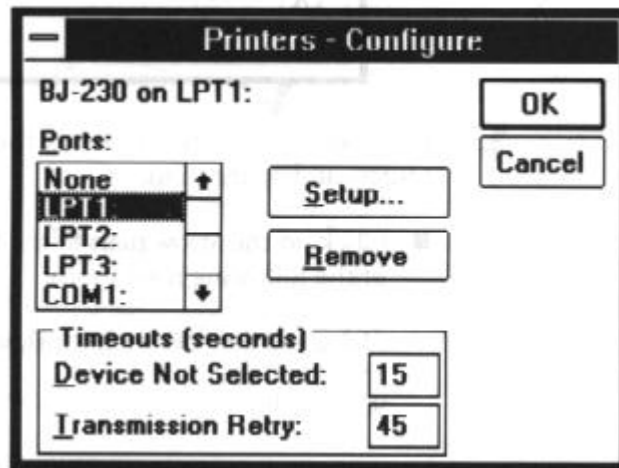 Printers - Configure
BJ-230 on LPT1:
OK
Cancel
Ports:
None
LPT1:
LPT2:
LPT3:
COM1:
Setup...
Remove
Timeouts (seconds)
Device Not Selected: 15
Transmission Retry: 45